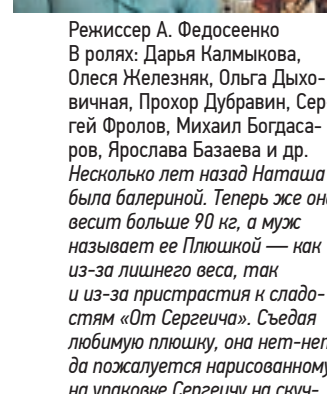 Режиссер А. Федосеенко
В ролях: Дарья Калмыкова,
Олеся Железняк, Ольга Дыхо-
вичная, Прохор Дубравин, Сер-
гей Фролов, Михаил Богдаса-
ров, Ярослава Базаева и др.
Несколько лет назад Наташа
была балериной. Теперь же она
весит больше 90 кг, а муж
называет ее Плюшкой — как
из-за лишнего веса, так
и из-за пристрастия к сладо-
стям «От Сергеича». Съедая
любимую плюшку, она нет-нет
да пожалуется нарисованному
на упаковке Сергеичу на скуч-